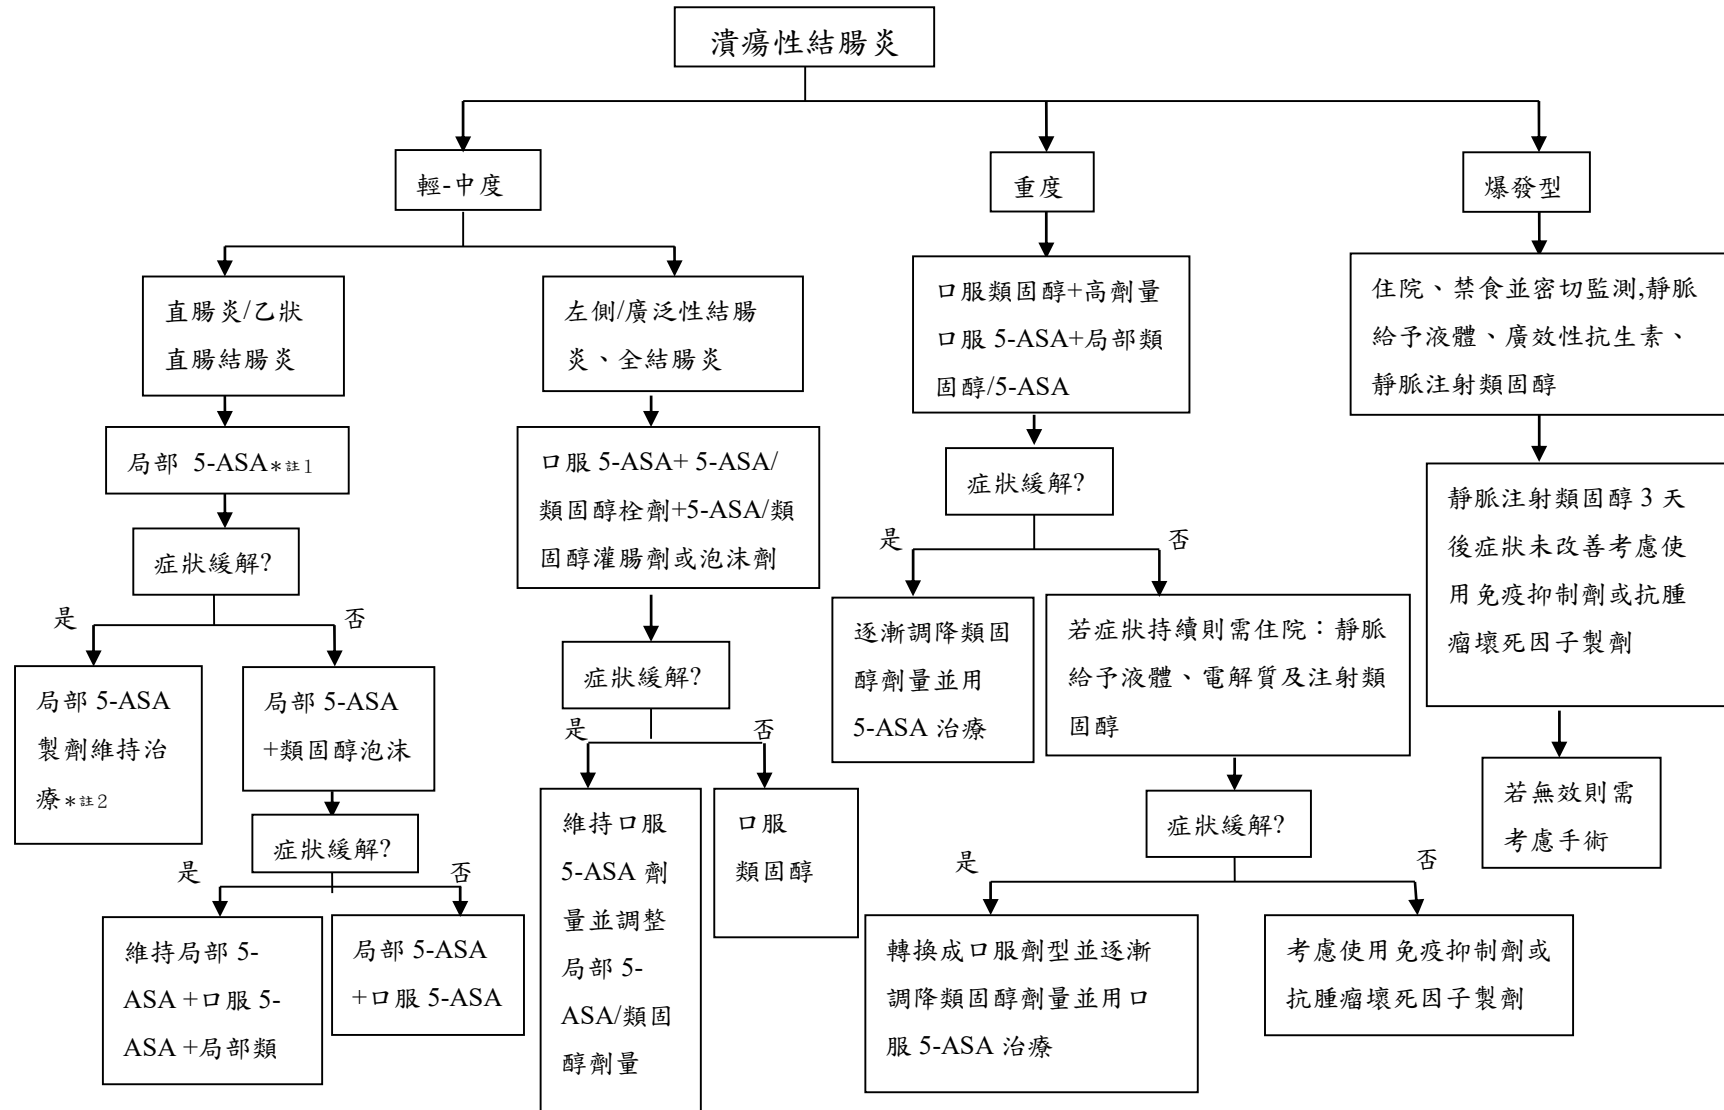 潰瘍性結腸炎
輕-中度
重度
爆發型
直腸炎/乙狀
直腸結腸炎
左側/廣泛性結腸
炎、全結腸炎
口服類固醇+高劑量
口服 5-ASA+局部類
固醇/5-ASA
住院、禁食並密切監測,靜脈
給予液體、廣效性抗生素、
靜脈注射類固醇
局部 5-ASA*註1
口服 5-ASA+ 5-ASA/
類固醇栓劑+5-ASA/類
固醇灌腸劑或泡沫劑
症狀緩解?
靜脈注射類固醇 3 天
後症狀未改善考慮使
用免疫抑制劑或抗腫
瘤壞死因子製劑
症狀緩解?
是
否
是
否
局部 5-ASA
製劑維持治
療*註2
局部 5-ASA
+類固醇泡沫
症狀緩解?
逐漸調降類固
醇劑量並用
5-ASA 治療
若症狀持續則需住院：靜脈
給予液體、電解質及注射類
固醇
是
否
若無效則需
考慮手術
症狀緩解?
是
否
維持口服
5-ASA 劑
量並調整
局部 5-
ASA/類固
醇劑量
口服
類固醇
症狀緩解?
是
否
維持局部 5-
ASA +口服 5-
ASA +局部類
局部 5-ASA
+口服 5-ASA
轉換成口服劑型並逐漸
調降類固醇劑量並用口
服 5-ASA 治療
考慮使用免疫抑制劑或
抗腫瘤壞死因子製劑